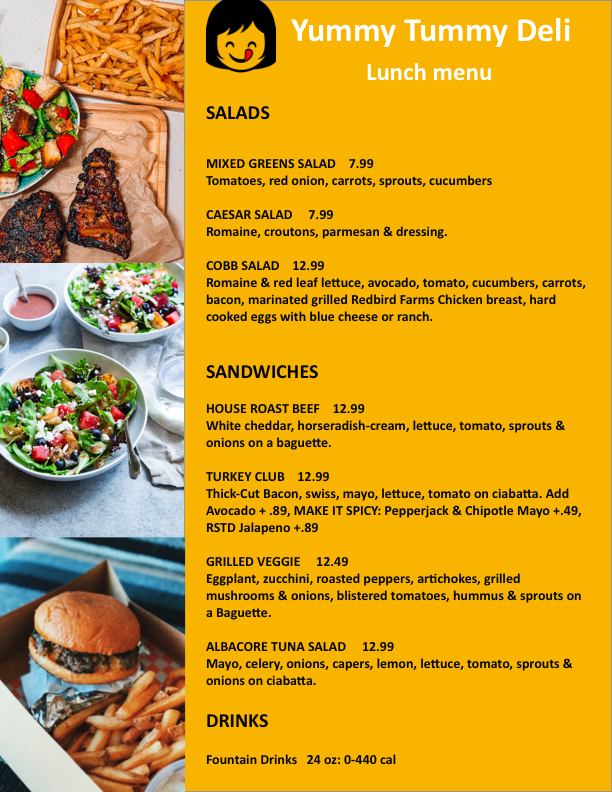 Yummy Tummy Deli
Lunch menu
SALADS
MIXED GREENS SALAD 7.99
Tomatoes, red onion, carrots, sprouts, cucumbers
CAESAR SALAD 7.99
Romaine, croutons, parmesan & dressing.
COBB SALAD 12.99
Romaine & red leaf lettuce, avocado, tomato, cucumbers, carrots,
bacon, marinated grilled Redbird Farms Chicken breast, hard
cooked eggs with blue cheese or ranch.
SANDWICHES
HOUSE ROAST BEEF 12.99
White cheddar, horseradish-cream, lettuce, tomato, sprouts &
onions on a baguette.
TURKEY CLUB 12.99
Thick-Cut Bacon, swiss, mayo, lettuce, tomato on ciabatta. Add
Avocado + .89, MAKE IT SPICY: Pepperjack & Chipotle Mayo +.49,
RSTD Jalapeno +.89
GRILLED VEGGIE 12.49
Eggplant, zucchini, roasted peppers, artichokes, grilled
mushrooms & onions, blistered tomatoes, hummus & sprouts on
a Baguette.
ALBACORE TUNA SALAD 12.99
Mayo, celery, onions, capers, lemon, lettuce, tomato, sprouts &
onions on ciabatta.
DRINKS
Fountain Drinks 24 oz: 0-440 cal